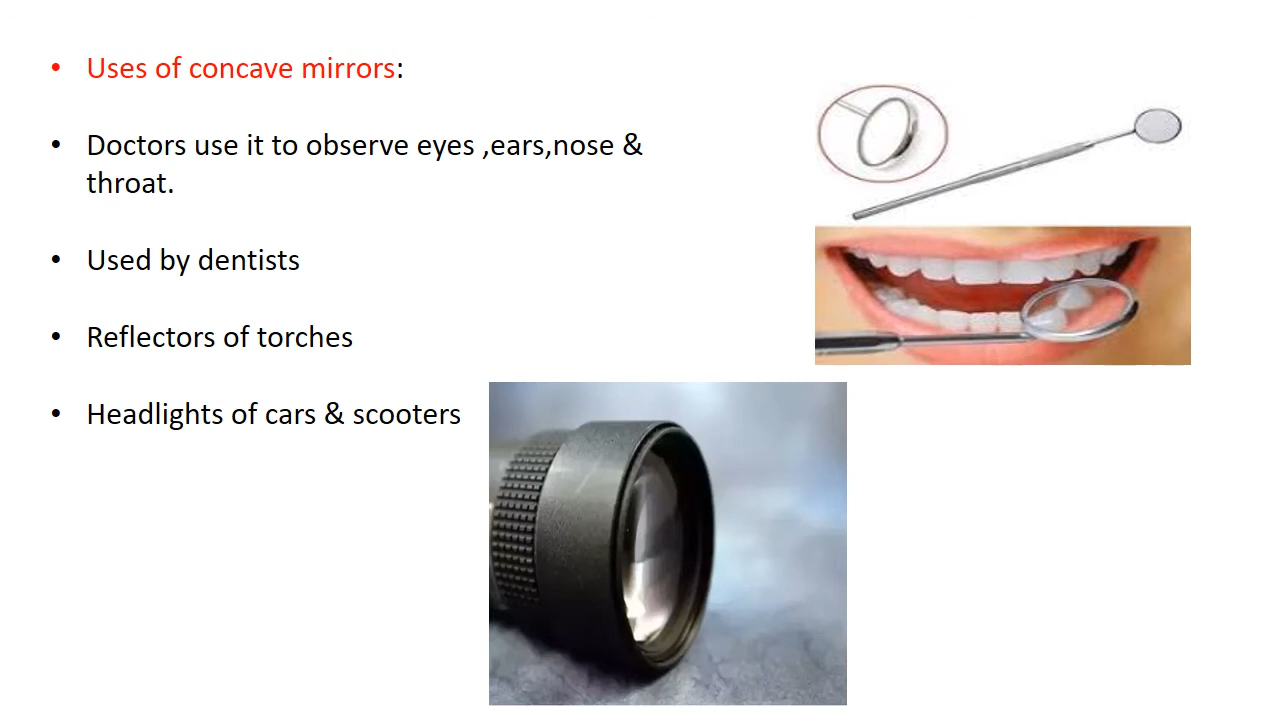 • Uses of concave mirrors:
• Doctors use it to observe eyes ,ears,nose &
throat.
• Used by dentists
• Reflectors of torches
• Headlights of cars & scooters